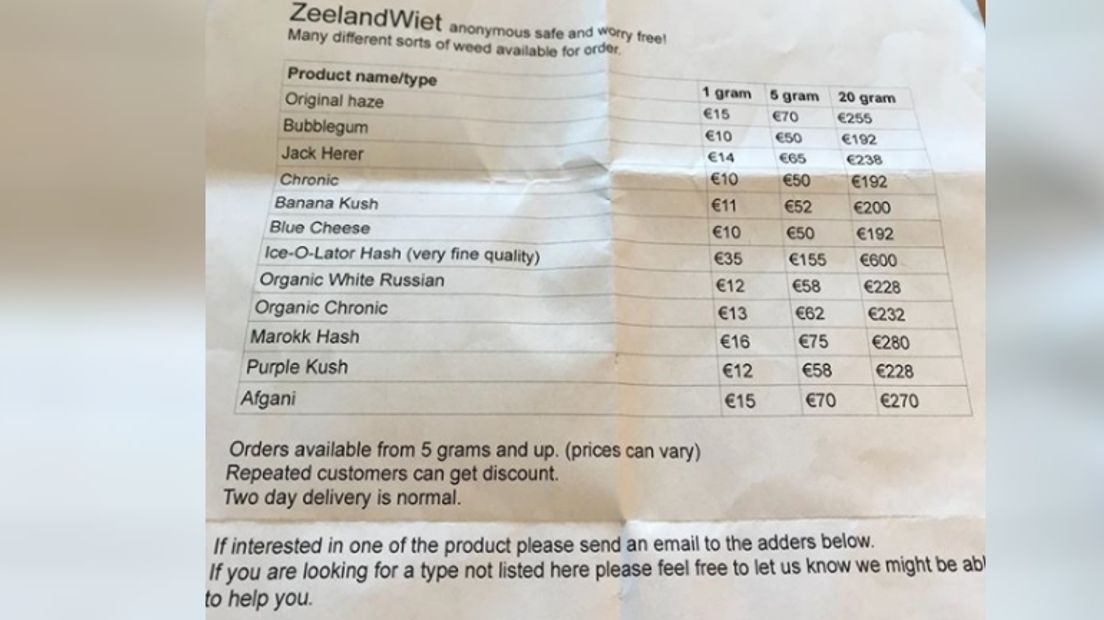 ZeelandWiet anonymous safe and worry free!
Many different sorts of weed available for order.
Product name/type 1 gram 5 gram 20 gram
Original haze €15 €70 €255
Bubblegum €10 €50 €192
Jack Herer €14 €65 €238
Chronic €10 €50 €192
Banana Kush €11 €52 €200
Blue Cheese €10 €50 €192
Ice-O-Lator Hash (very fine quality) €35 €155 €600
Organic White Russian €12 €58 €228
Organic Chronic €13 €62 €232
Marokk Hash €16 €75 €280
Purple Kush €12 €58 €228
Afgani €15 €70 €270
Orders available from 5 grams and up. (prices can vary)
Repeated customers can get discount.
Two day delivery is normal.
If interested in one of the product please send an email to the adders below.
If you are looking for a type not listed here please feel free to let us know we might be abl
to help you.